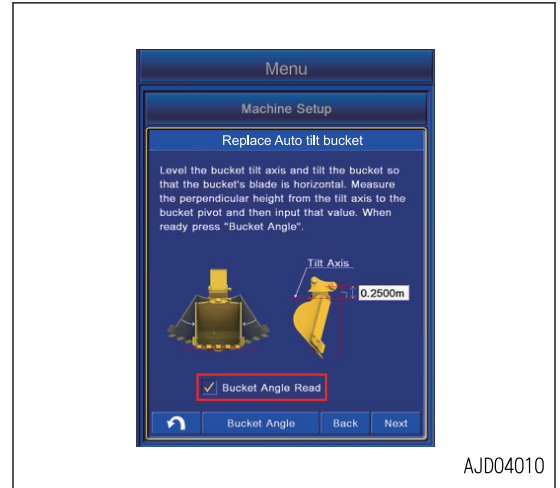 Menu
Machine Setup
Replace Auto tilt bucket
Level the bucket tilt axis and tilt the bucket so
that the bucket's blade is horizontal. Measure
the perpendicular height from the tilt axis to the
bucket pivot and then input that value. When
ready press "Bucket Angle".
Tilt Axis
0.2500m
Bucket Angle Read
Bucket Angle Back Next
AJD04010